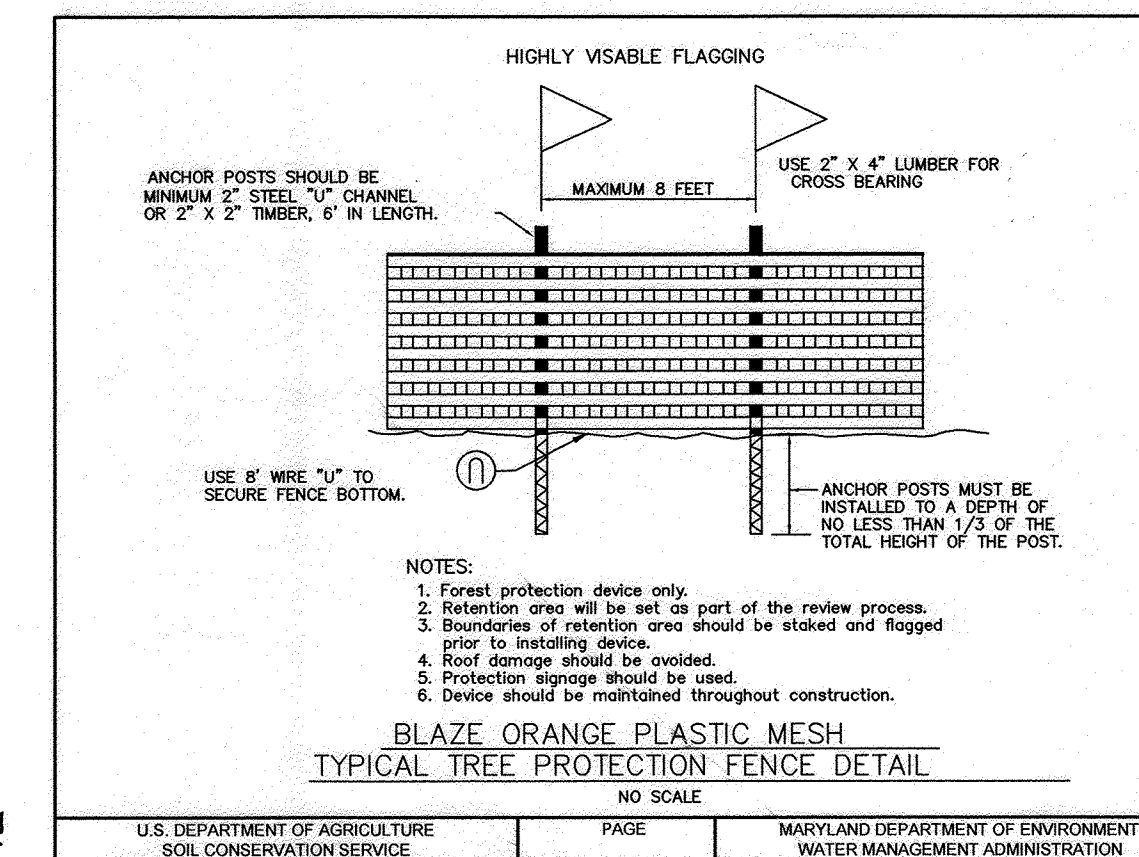 HIGHLY VISABLE FLAGGING
ANCHOR POSTS SHOULD BE
MINIMUM 2" STEEL "U" CHANNEL
OR 2" X 2" TIMBER, 6' IN LENGTH.
MAXIMUM 8 FEET
USE 2" X 4" LUMBER FOR
CROSS BEARING
USE 8' WIRE "U" TO
SECURE FENCE BOTTOM.
ANCHOR POSTS MUST BE
INSTALLED TO A DEPTH OF
NO LESS THAN 1/3 OF THE
TOTAL HEIGHT OF THE POST.
NOTES:
1. Forest protection device only.
2. Retention area will be set as part of the review process.
3. Boundaries of retention area should be staked and flagged
prior to installing device.
4. Roof damage should be avoided.
5. Protection signage should be used.
6. Device should be maintained throughout construction.
BLAZE ORANGE PLASTIC MESH
TYPICAL TREE PROTECTION FENCE DETAIL
NO SCALE
U.S. DEPARTMENT OF AGRICULTURE
SOIL CONSERVATION SERVICE
PAGE
MARYLAND DEPARTMENT OF ENVIRONMENT
WATER MANAGEMENT ADMINISTRATION